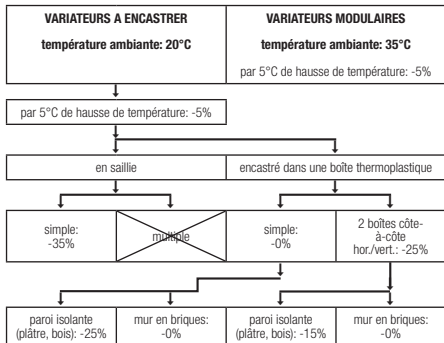 VARIATEURS A ENCASTRER
température ambiante: 20°C
VARIATEURS MODULAIRES
température ambiante: 35°C
par 5°C de hausse de température: -5%
par 5°C de hausse de température: -5%
en saillie
encastré dans une boîte thermoplastique
simple:
-35%
multiple
simple:
-0%
2 boîtes côte-
à-côte
hor./vert.: -25%
paroi isolante
(plâtre, bois): -25%
mur en briques:
-0%
paroi isolante
(plâtre, bois): -15%
mur en briques:
-0%